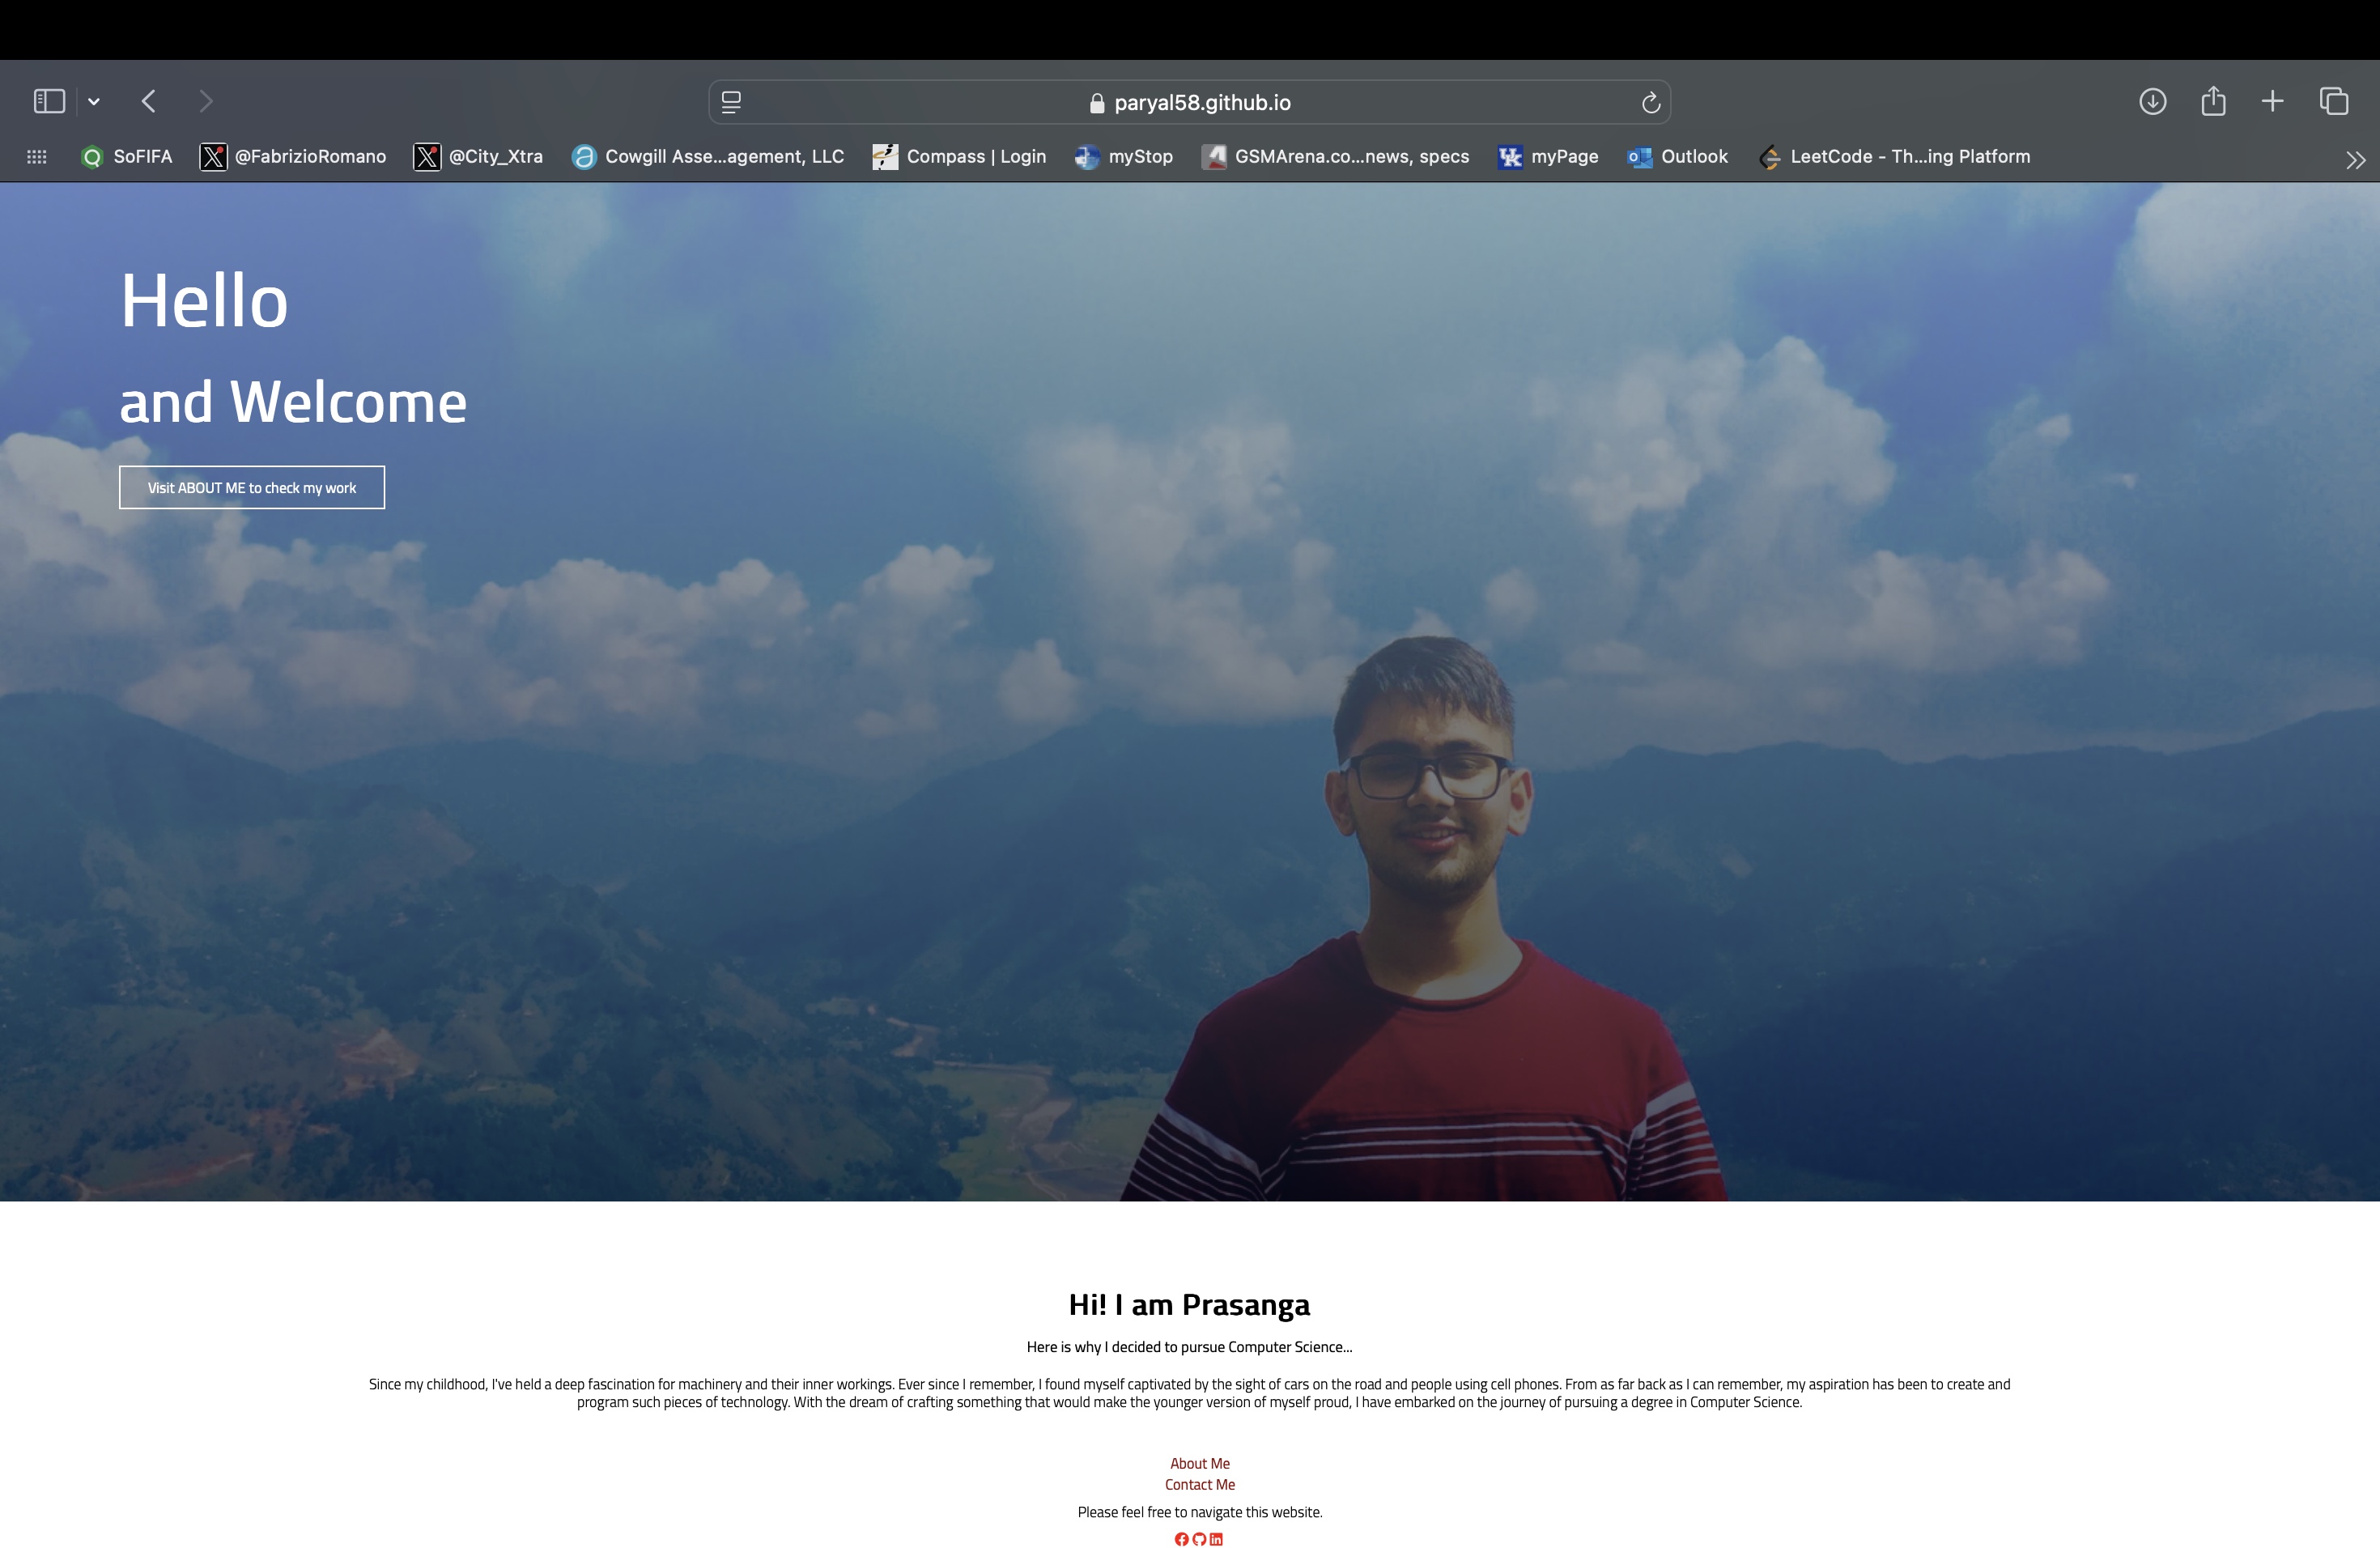 paryal58.github.io
SoFIFA @FabrizioRomano @City_Xtra Cowgill Asse...agement, LLC Compass | Login myStop GSMArena.co...news, specs myPage Outlook LeetCode - Th...ing Platform
Hello
and Welcome
Visit ABOUT ME to check my work
Hi! I am Prasanga
Here is why I decided to pursue Computer Science...
Since my childhood, I've held a deep fascination for machinery and their inner workings. Ever since I remember, I found myself captivated by the sight of cars on the road and people using cell phones. From as far back as I can remember, my aspiration has been to create and
program such pieces of technology. With the dream of crafting something that would make the younger version of myself proud, I have embarked on the journey of pursuing a degree in Computer Science.
About Me
Contact Me
Please feel free to navigate this website.